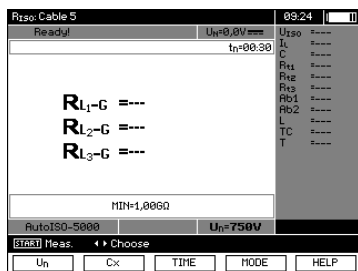 RISO: Cable 5 09:24
Ready! UN=0,0V
tn=00:30
RL1-G =---
RL2-G =---
RL3-G =---
MIN=1,00GΩ
AutoISO-5000 Un=750V
UISO =---
IL =---
C =---
Rt1 =---
Rt2 =---
Rt3 =---
Ab1 =---
Ab2 =---
L =---
TC =---
T =---
START Meas. Choose
Un Cx TIME MODE HELP